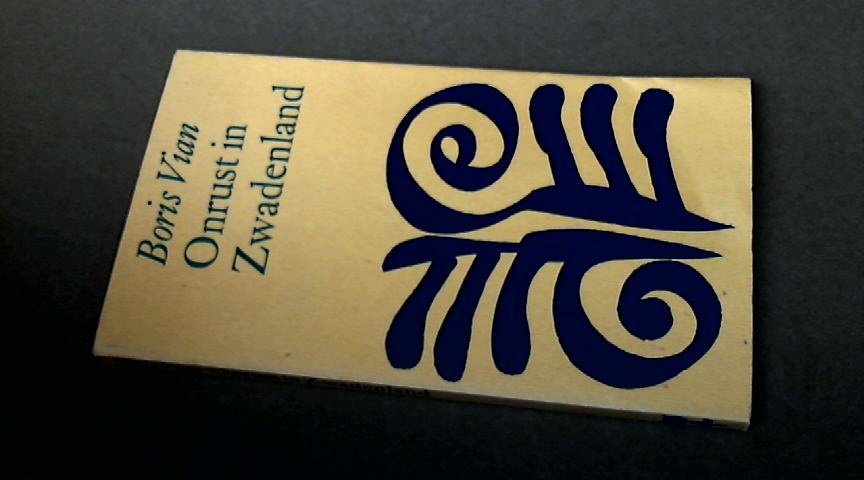 Boris Vian
Onrust in
Zwadenland